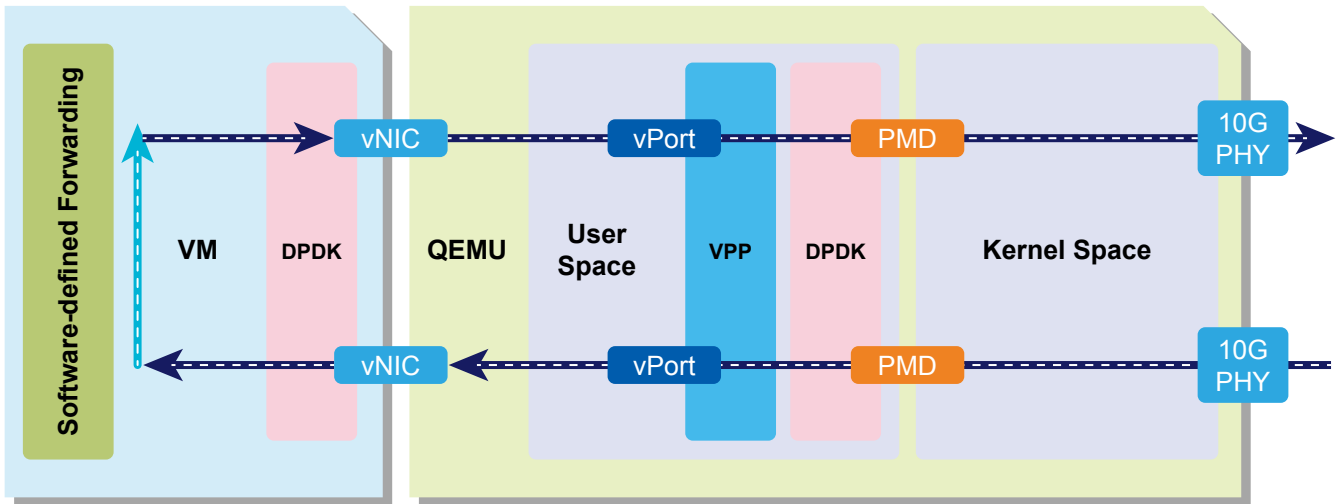 Software-defined Forwarding
VM
DPDK
vNIC
vNIC
QEMU
User
Space
vPort
vPort
VPP
DPDK
PMD
PMD
Kernel Space
10G
PHY
10G
PHY